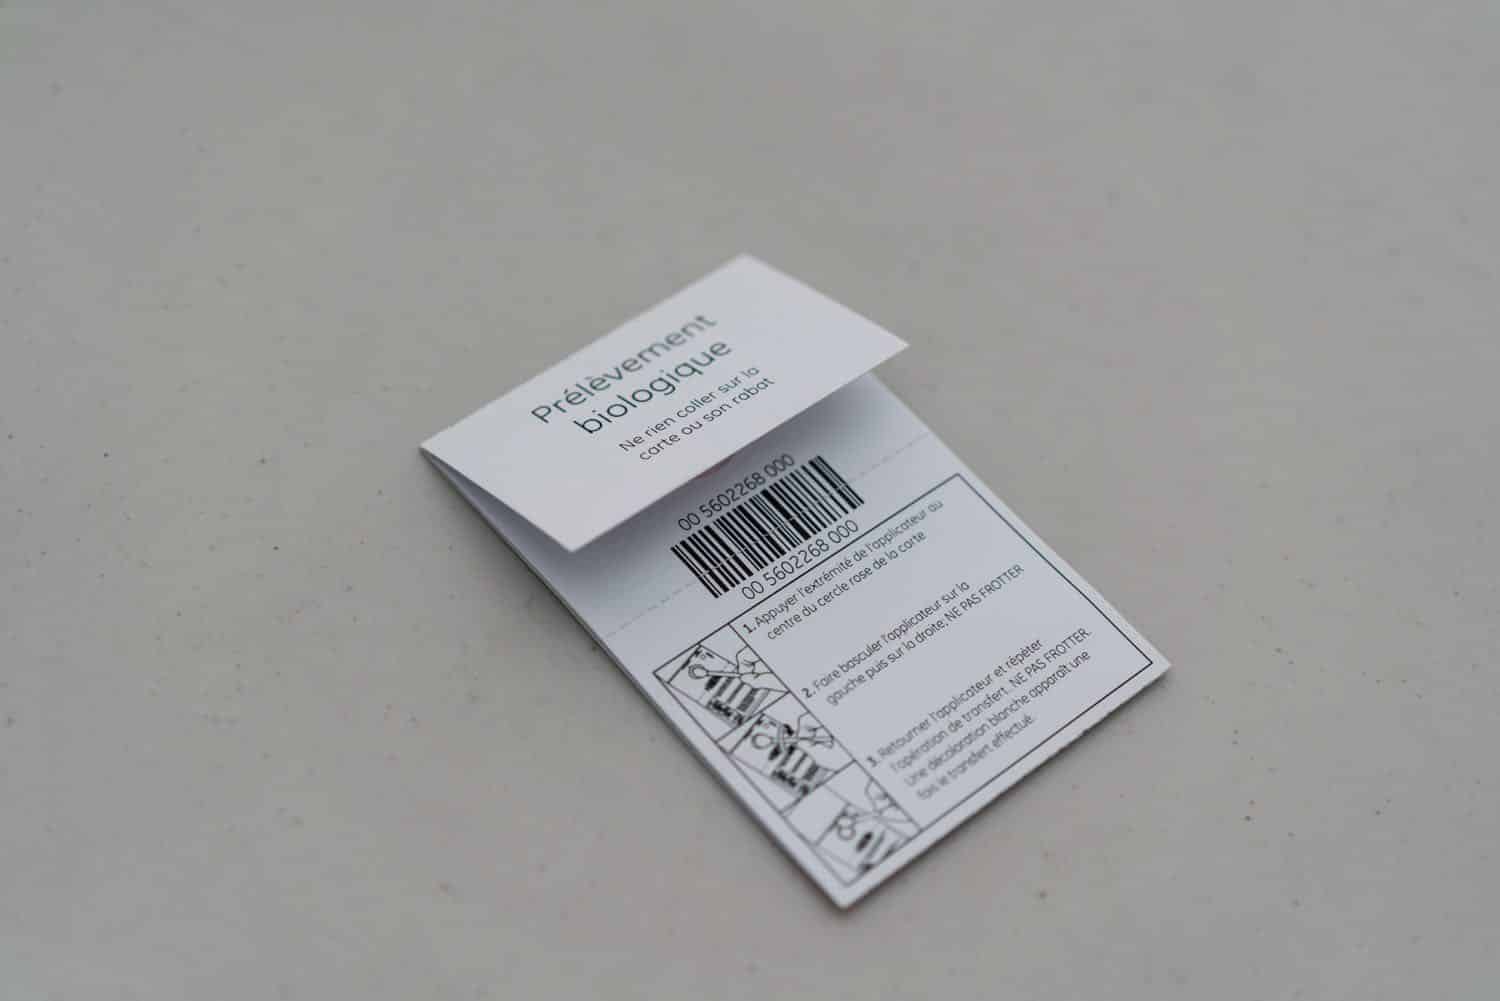 Prélèvement
biologique
Ne rien coller sur la
carte ou son rabat
00 5602268 000
00 5602268 000
1. Appuyer l'extrémité de l'applicateur au
centre du cercle rose de la carte
2. Faire basculer l'applicateur sur la
gauche puis sur la droite. NE PAS FROTTER
3. Retourner l'applicateur et répéter
l'opération de transfert.. NE PAS FROTTER.
Une décoloration blanche apparaît une
fois le transfert effectué.